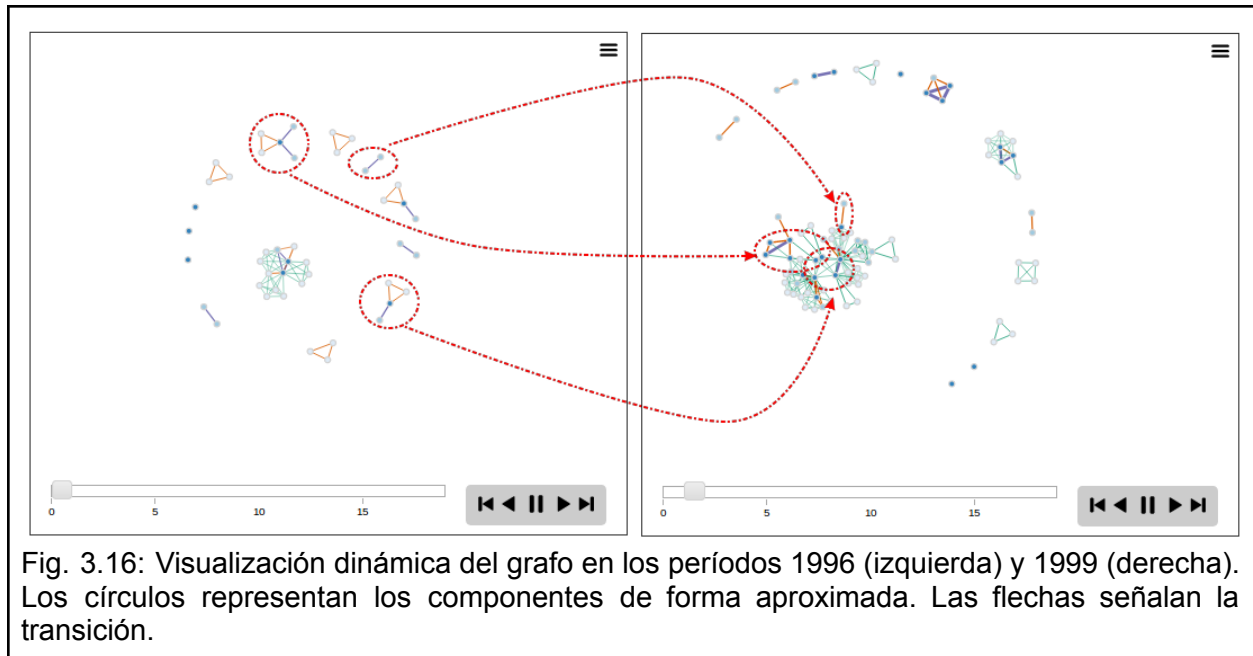 0 5 10 15
0 5 10 15
Fig. 3.16: Visualización dinámica del grafo en los períodos 1996 (izquierda) y 1999 (derecha).
Los círculos representan los componentes de forma aproximada. Las flechas señalan la
transición.